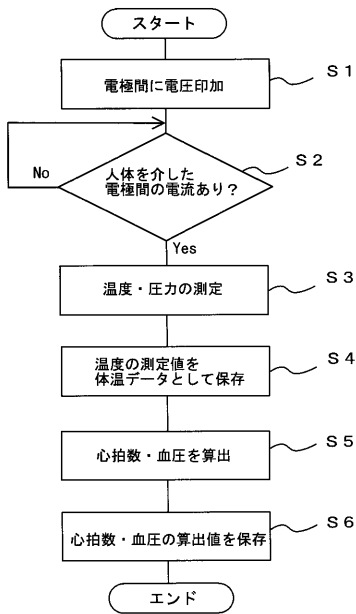 スタート
電極間に電圧印加
S1
人体を介した
電極間の電流あり？
S2
No
Yes
温度・圧力の測定
S3
温度の測定値を
体温データとして保存
S4
心拍数・血圧を算出
S5
心拍数・血圧の算出値を保存
S6
エンド